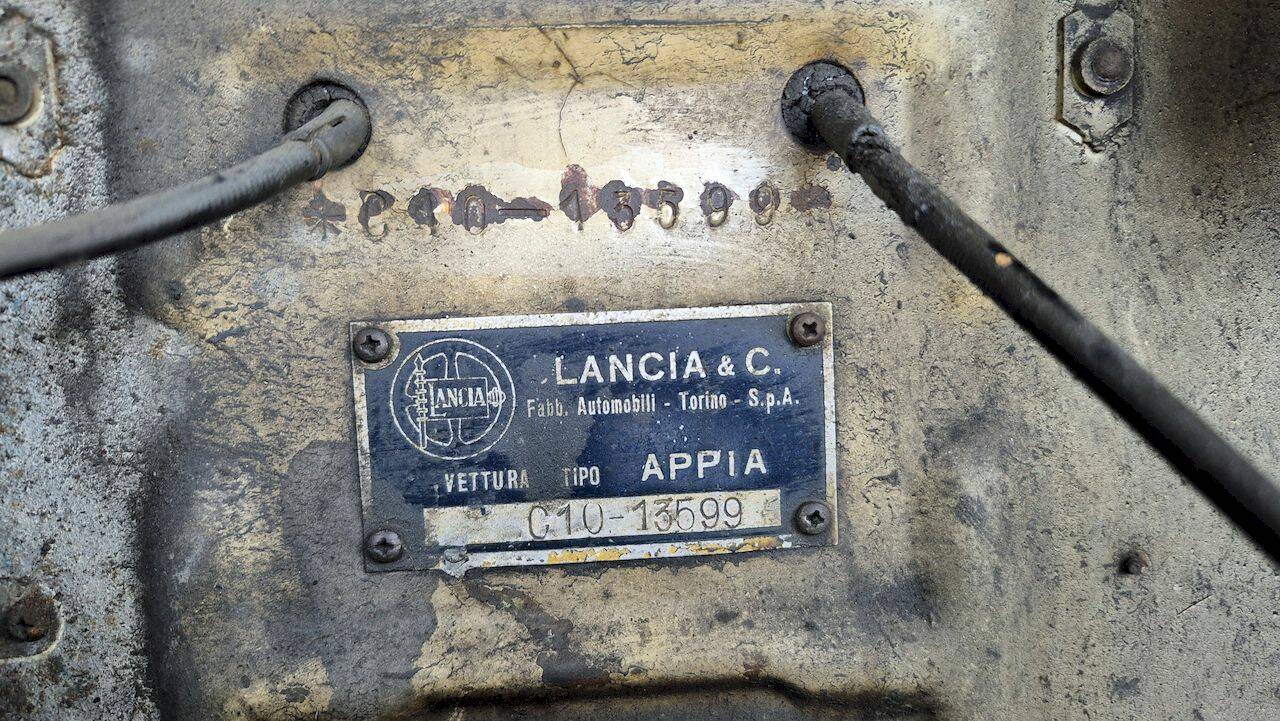 *C10-13599*
LANCIA
LANCIA & C.
Fabb. Automobili - Torino - S.p.A.
VETTURA TIPO APPIA
C10-13599